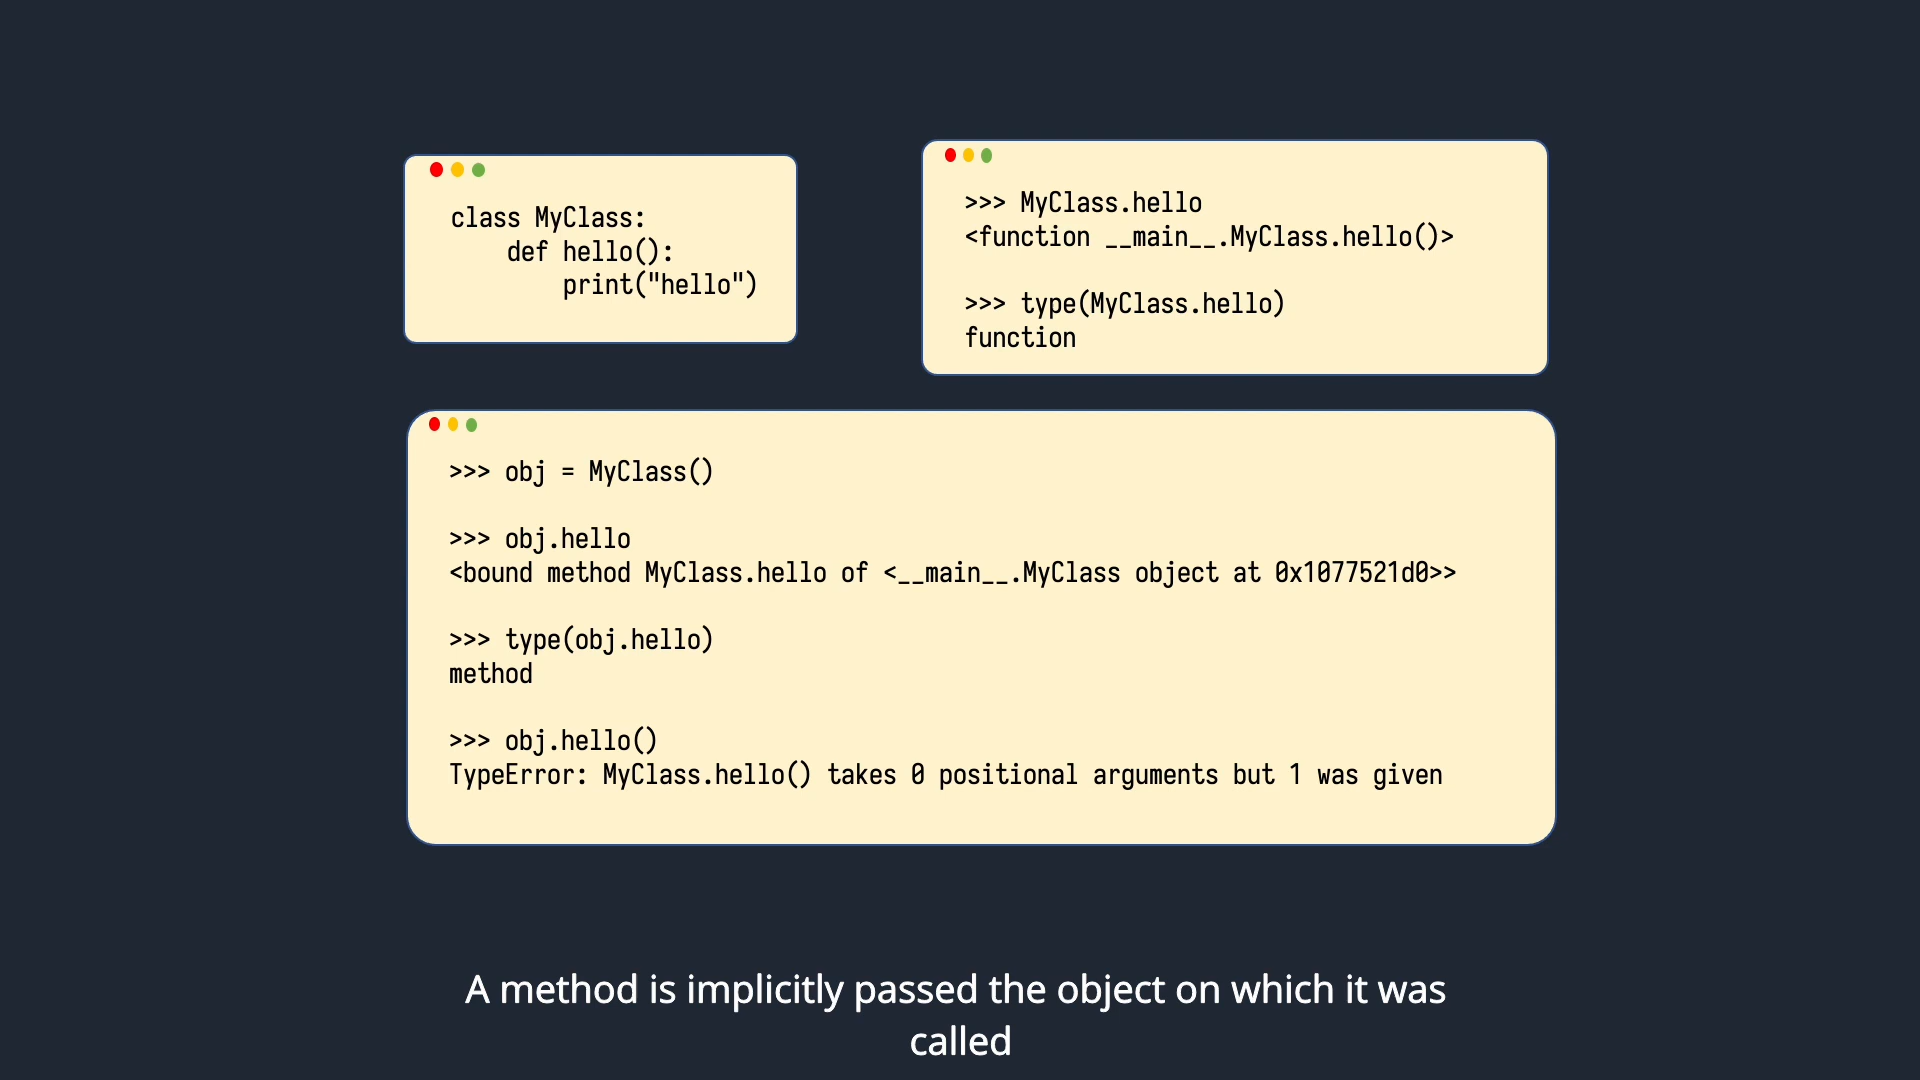 class MyClass:
    def hello():
        print("hello")
>>> MyClass.hello
<function __main__.MyClass.hello()>
>>> type(MyClass.hello)
function
>>> obj = MyClass()
>>> obj.hello
<bound method MyClass.hello of <__main__.MyClass object at 0x1077521d0>>
>>> type(obj.hello)
method
>>> obj.hello()
TypeError: MyClass.hello() takes 0 positional arguments but 1 was given
A method is implicitly passed the object on which it was
called